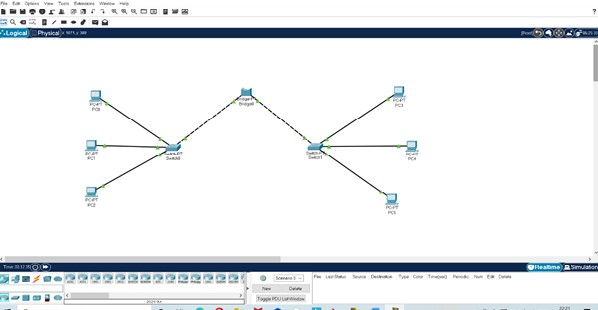 File Edit Options View Tools Extensions Window Help
Logical Physical
[Root]
Bridge-PT
Bridge0
PC-PT
PC0
PC-PT
PC3
PC-PT
PC1
Switch-PT
Switch0
Switch-PT
Switch1
PC-PT
PC4
PC-PT
PC2
PC-PT
PC5
Realtime Simulation
Scenario 0
Fire Last Status Source Destination Type Color Time(sec) Periodic Num Edit Delete
New Delete
Toggle PDU List Window
22:21